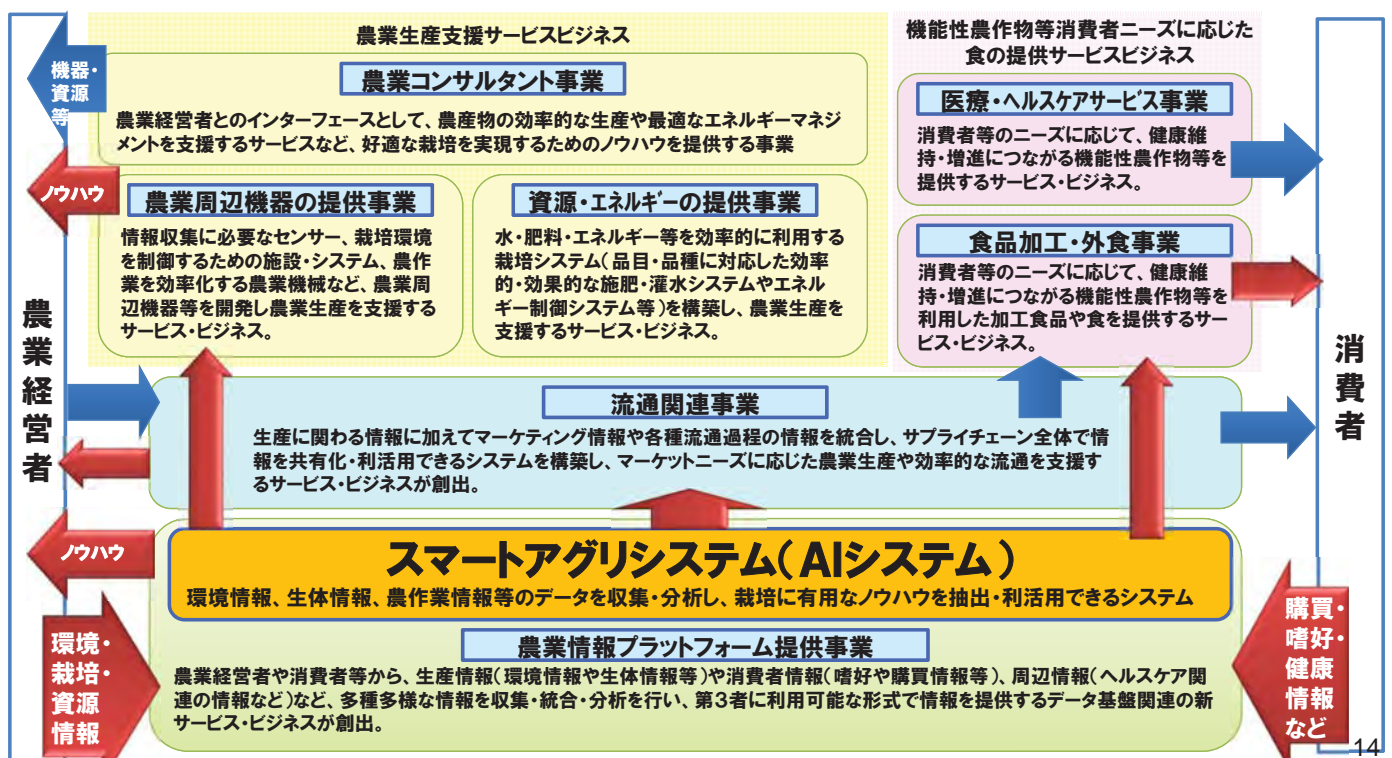 農業生産支援サービスビジネス
機能性農作物等消費者ニーズに応じた
食の提供サービスビジネス
機器・
資源
等
農業コンサルタント事業
農業経営者とのインターフェースとして、農産物の効率的な生産や最適なエネルギーマネジ
メントを支援するサービスなど、好適な栽培を実現するためのノウハウを提供する事業
医療・ヘルスケアサービス事業
消費者等のニーズに応じて、健康維
持・増進につながる機能性農作物等を
提供するサービス・ビジネス。
ノウハウ
農業周辺機器の提供事業
情報収集に必要なセンサー、栽培環境
を制御するための施設・システム、農作
業を効率化する農業機械など、農業周
辺機器等を開発し農業生産を支援する
サービス・ビジネス。
資源・エネルギーの提供事業
水・肥料・エネルギー等を効率的に利用する
栽培システム(品目・品種に対応した効率
的・効果的な施肥・灌水システムやエネル
ギー制御システム等)を構築し、農業生産を
支援するサービス・ビジネス。
食品加工・外食事業
消費者等のニーズに応じて、健康維
持・増進につながる機能性農作物等を
利用した加工食品や食を提供するサー
ビス・ビジネス。
農業経営者
消費者
流通関連事業
生産に関わる情報に加えてマーケティング情報や各種流通過程の情報を統合し、サプライチェーン全体で情
報を共有化・利活用できるシステムを構築し、マーケットニーズに応じた農業生産や効率的な流通を支援す
るサービス・ビジネスが創出。
ノウハウ
スマートアグリシステム(AIシステム)
環境情報、生体情報、農作業情報等のデータを収集・分析し、栽培に有用なノウハウを抽出・利活用できるシステム
環境・
栽培・
資源
情報
農業情報プラットフォーム提供事業
農業経営者や消費者等から、生産情報(環境情報や生体情報等)や消費者情報(嗜好や購買情報等)、周辺情報(ヘルスケア関
連の情報など)など、多種多様な情報を収集・統合・分析を行い、第3者に利用可能な形式で情報を提供するデータ基盤関連の新
サービス・ビジネスが創出。
購買・
嗜好・
健康
情報
など
14